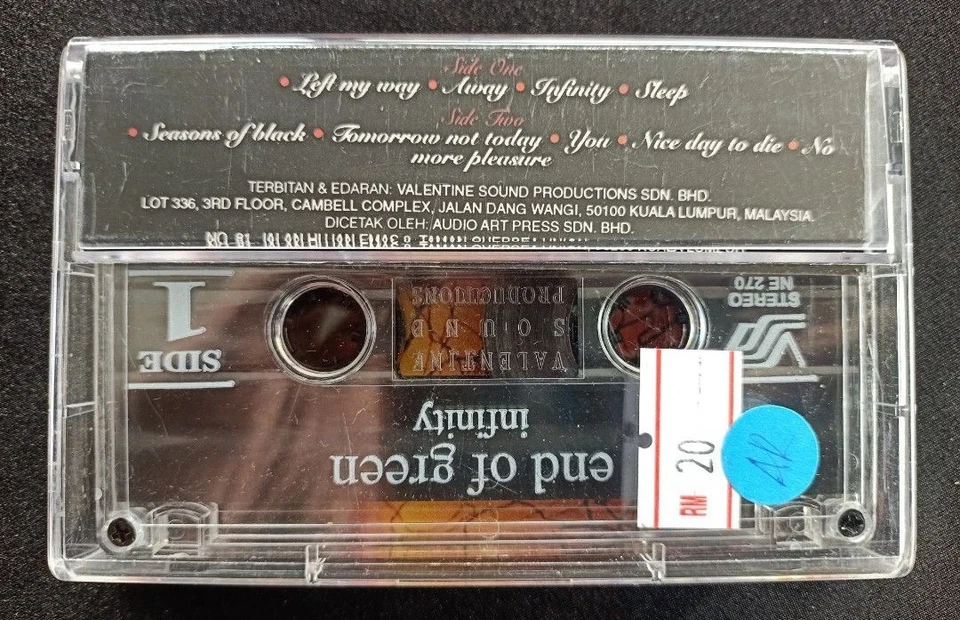 Side One
• Left my way • Away • Infinity • Sleep
Side Two
• Seasons of black • Tomorrow not today • You • Nice day to die • No
more pleasure
TERBITAN & EDARAN: VALENTINE SOUND PRODUCTIONS SDN. BHD.
LOT 336, 3RD FLOOR, CAMBELL COMPLEX, JALAN DANG WANGI, 50100 KUALA LUMPUR, MALAYSIA.
DICETAK OLEH: AUDIO ART PRESS SDN. BHD.
end of green
infinity
VALENTINE
SOUND
PRODUCTIONS
SIDE
1
STEREO
NE 270
RM 20
AR